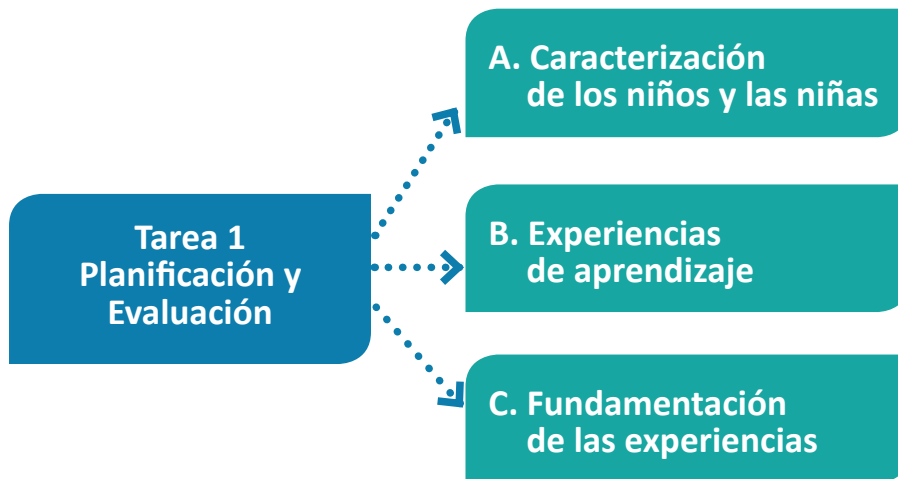 Tarea 1
Planificación y
Evaluación
A. Caracterización
de los niños y las niñas
B. Experiencias
de aprendizaje
C. Fundamentación
de las experiencias